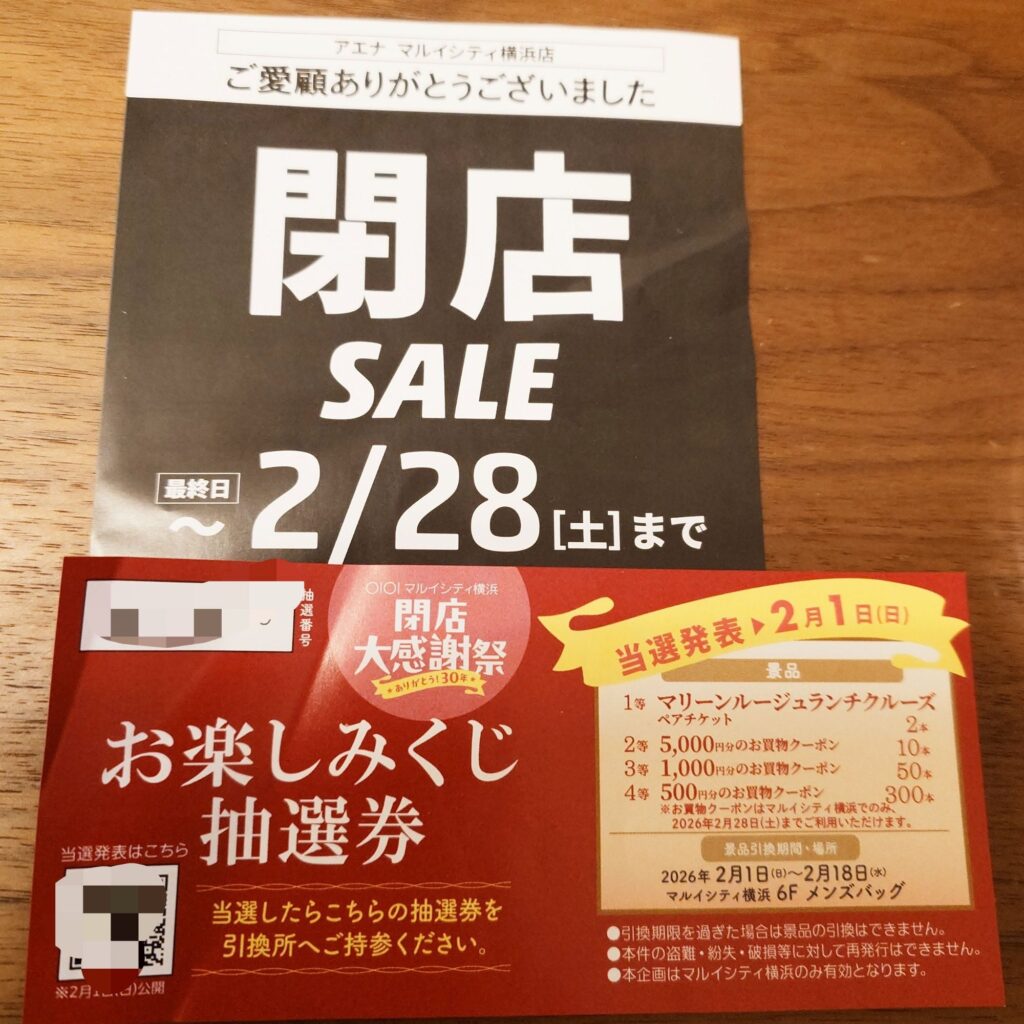 アエナ マルイシティ横浜店
ご愛顧ありがとうございました
閉店
SALE
最終日
～2/28[土]まで
抽選番号
OIOI マルイシティ横浜
閉店
大感謝祭
ありがとう!30年
お楽しみくじ
抽選券
当選発表はこちら
※2月1日(日)公開
当選したらこちらの抽選券を
引換所へご持参ください。
当選発表▶2月1日(日)
景品
1等 マリーンルージュランチクルーズ
ペアチケット 2本
2等 5,000円分のお買物クーポン 10本
3等 1,000円分のお買物クーポン 50本
4等 500円分のお買物クーポン 300本
※お買物クーポンはマルイシティ横浜でのみ、
2026年2月28日(土)までご利用いただけます。
景品引換期間・場所
2026年 2月1日(日)～2月18日(水)
マルイシティ横浜 6F メンズバッグ
●引換期限を過ぎた場合は景品の引換はできません。
●本件の盗難・紛失・破損等に対して再発行はできません。
●本企画はマルイシティ横浜のみ有効となります。